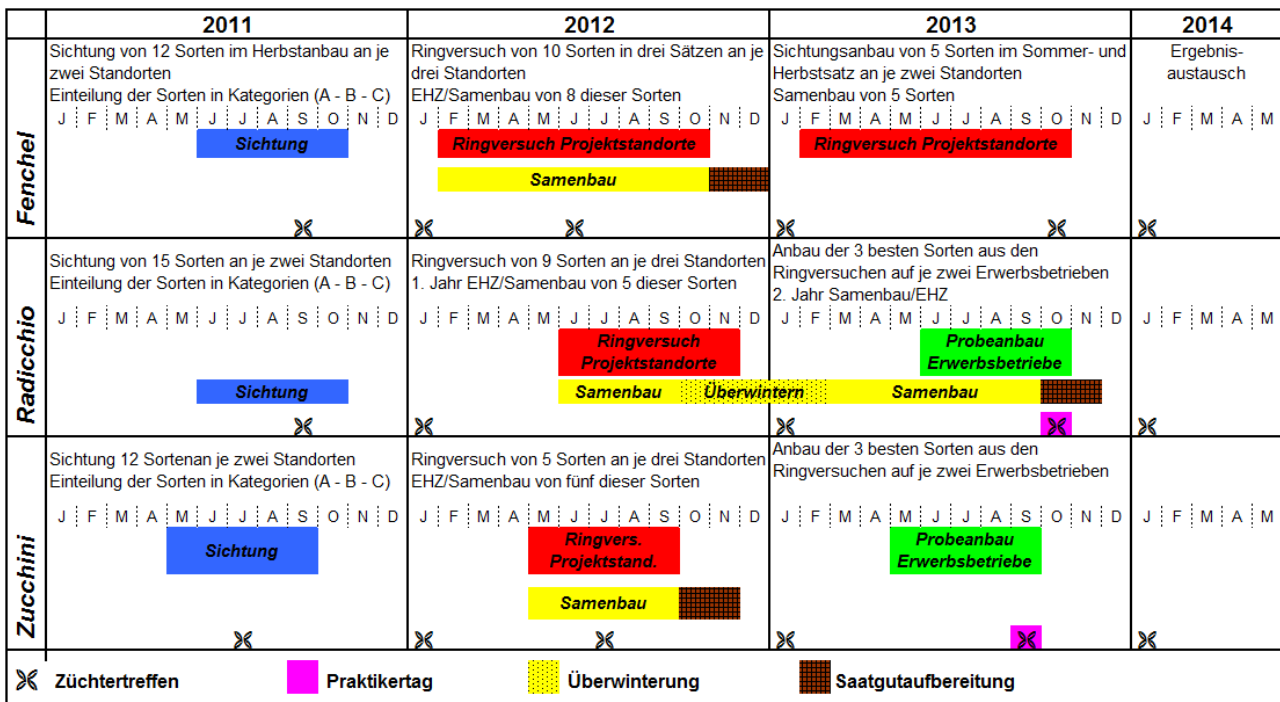 2011 2012 2013 2014
Fenchel
Sichtung von 12 Sorten im Herbstanbau an je
zwei Standorten
Einteilung der Sorten in Kategorien (A - B - C)
Ringversuch von 10 Sorten in drei Sätzen an je
drei Standorten
EHZ/Samenbau von 8 dieser Sorten
Sichtungsanbau von 5 Sorten im Sommer- und
Herbstsatz an je zwei Standorten
Samenbau von 5 Sorten
Ergebnis-
austausch
J F M A M J J A S O N D J F M A M J J A S O N D J F M A M J J A S O N D J F M A M
Sichtung Ringversuch Projektstandorte Ringversuch Projektstandorte
Samenbau
Radicchio
Sichtung von 15 Sorten an je zwei Standorten
Einteilung der Sorten in Kategorien (A - B - C)
Ringversuch von 9 Sorten an je drei Standorten
1. Jahr EHZ/Samenbau von 5 dieser Sorten
Anbau der 3 besten Sorten aus den
Ringversuchen auf je zwei Erwerbsbetrieben
2. Jahr Samenbau/EHZ
J F M A M J J A S O N D J F M A M J J A S O N D J F M A M J J A S O N D J F M A M
Ringversuch
Projektstandorte
Probeanbau
Erwerbsbetriebe
Sichtung Samenbau Überwintern Samenbau
Zucchini
Sichtung 12 Sortenan je zwei Standorten
Einteilung der Sorten in Kategorien (A - B - C)
Ringversuch von 5 Sorten an je drei Standorten
EHZ/Samenbau von fünf dieser Sorten
Anbau der 3 besten Sorten aus den
Ringversuchen auf je zwei Erwerbsbetrieben
J F M A M J J A S O N D J F M A M J J A S O N D J F M A M J J A S O N D J F M A M
Sichtung
Ringvers.
Projektstand.
Probeanbau
Erwerbsbetriebe
Samenbau
Züchtertreffen Praktikertag Überwinterung Saatgutaufbereitung